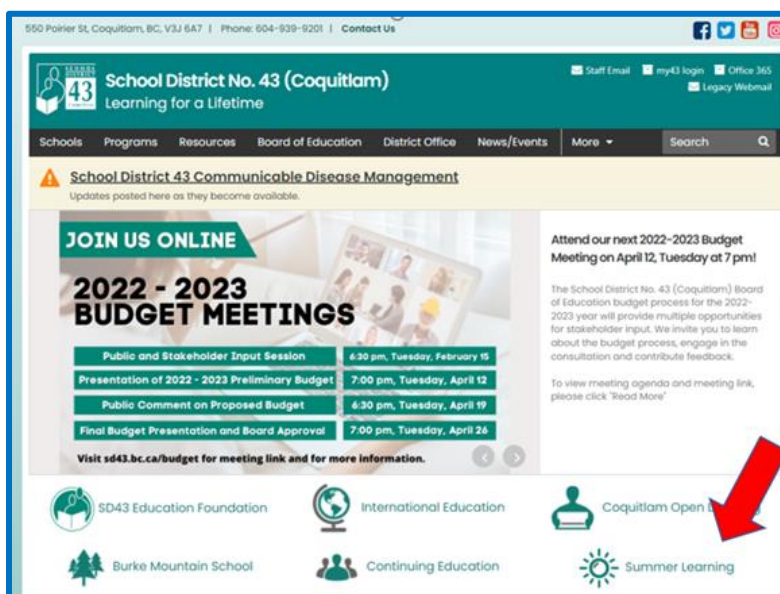 550 Poirier St, Coquitlam, BC, V3J 6A7 | Phone: 604-939-9201 | Contact Us
SCHOOL
DISTRICT
43
School District No. 43 (Coquitlam)
Learning for a Lifetime
Staff Email my43 login Office 365
Legacy Webmail
Schools Programs Resources Board of Education District Office News/Events More Search
School District 43 Communicable Disease Management
Updates posted here as they become available.
JOIN US ONLINE
2022 - 2023
BUDGET MEETINGS
Public and Stakeholder Input Session 6:30 pm, Tuesday, February 15
Presentation of 2022 - 2023 Preliminary Budget 7:00 pm, Tuesday, April 12
Public Comment on Proposed Budget 6:30 pm, Tuesday, April 19
Final Budget Presentation and Board Approval 7:00 pm, Tuesday, April 26
Visit sd43.bc.ca/budget for meeting link and for more information.
Attend our next 2022-2023 Budget
Meeting on April 12, Tuesday at 7 pm!
The School District No. 43 (Coquitlam) Board
of Education budget process for the 2022-
2023 year will provide multiple opportunities
for stakeholder input. We invite you to learn
about the budget process, engage in the
consultation and contribute feedback.
To view meeting agenda and meeting link,
please click "Read More"
SD43 Education Foundation International Education Coquitlam Open
Burke Mountain School Continuing Education Summer Learning